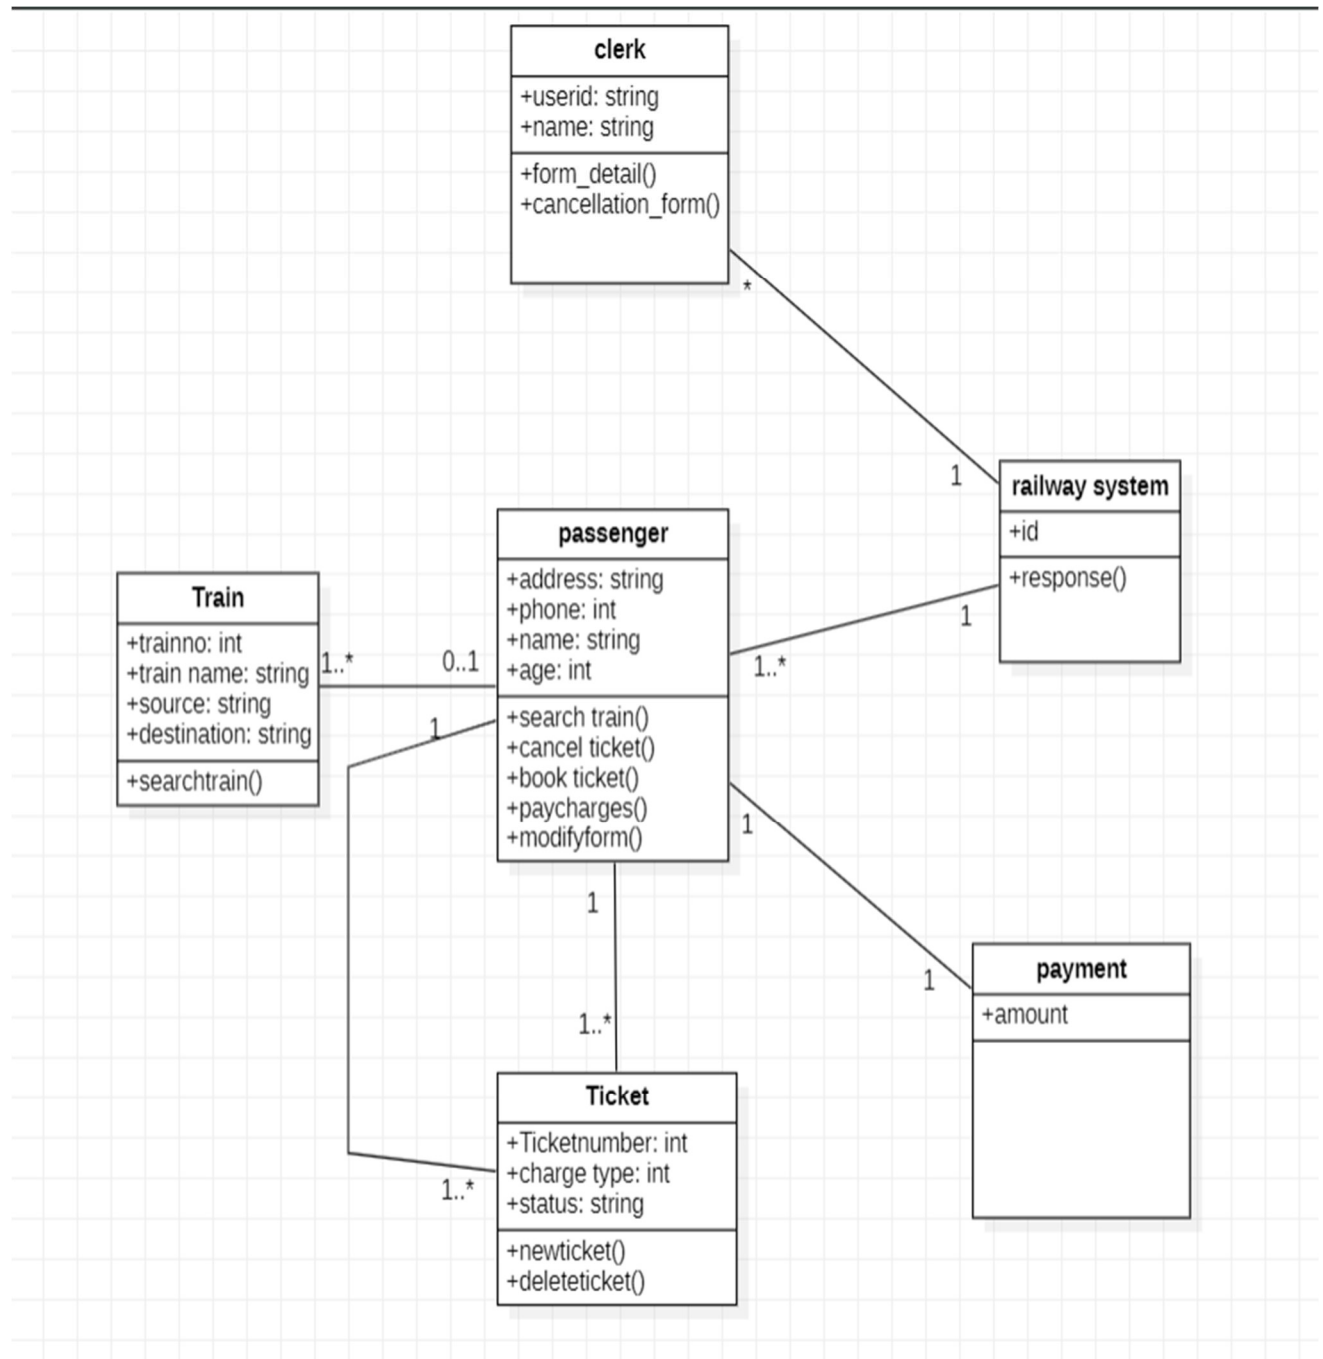 clerk
+userid: string
+name: string
+form_detail()
+cancellation_form()
*
1
railway system
+id
+response()
1
passenger
+address: string
+phone: int
+name: string
+age: int
+search train()
+cancel ticket()
+book ticket()
+paycharges()
+modifyform()
1..*
Train
+trainno: int
+train name: string
+source: string
+destination: string
+searchtrain()
1..*
0..1
1
1
1
1
1..*
payment
+amount
Ticket
+Ticketnumber: int
+charge type: int
+status: string
+newticket()
+deleteticket()
1..*